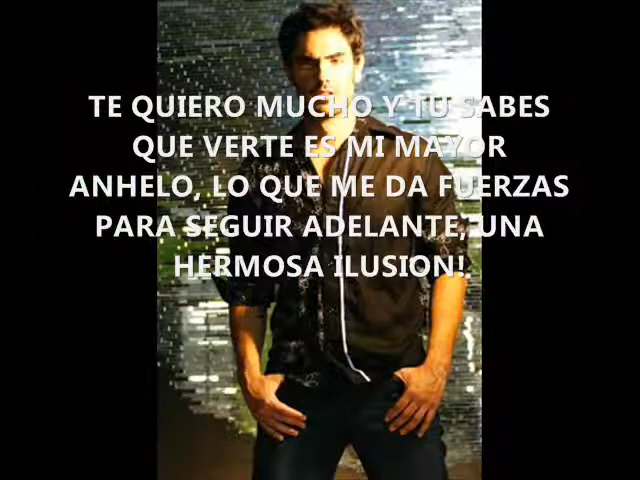 TE QUIERO MUCHO Y TU SABES
QUE VERTE ES MI MAYOR
ANHELO, LO QUE ME DA FUERZAS
PARA SEGUIR ADELANTE, UNA
HERMOSA ILUSION!